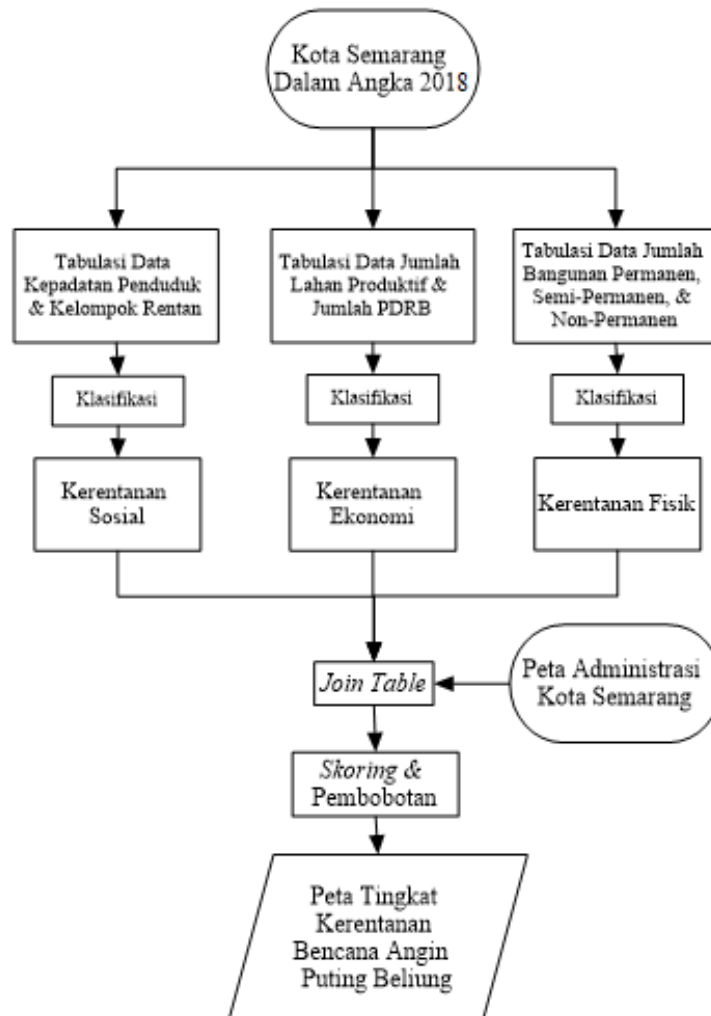 Kota Semarang
Dalam Angka 2018
Tabulasi Data
Kepadatan Penduduk
& Kelompok Rentan
Tabulasi Data Jumlah
Lahan Produktif &
Jumlah PDRB
Tabulasi Data Jumlah
Bangunan Permanen,
Semi-Permanen, &
Non-Permanen
Klasifikasi
Klasifikasi
Klasifikasi
Kerentanan
Sosial
Kerentanan
Ekonomi
Kerentanan Fisik
Join Table
Peta Administrasi
Kota Semarang
Skoring &
Pembobotan
Peta Tingkat
Kerentanan
Bencana Angin
Puting Beliung